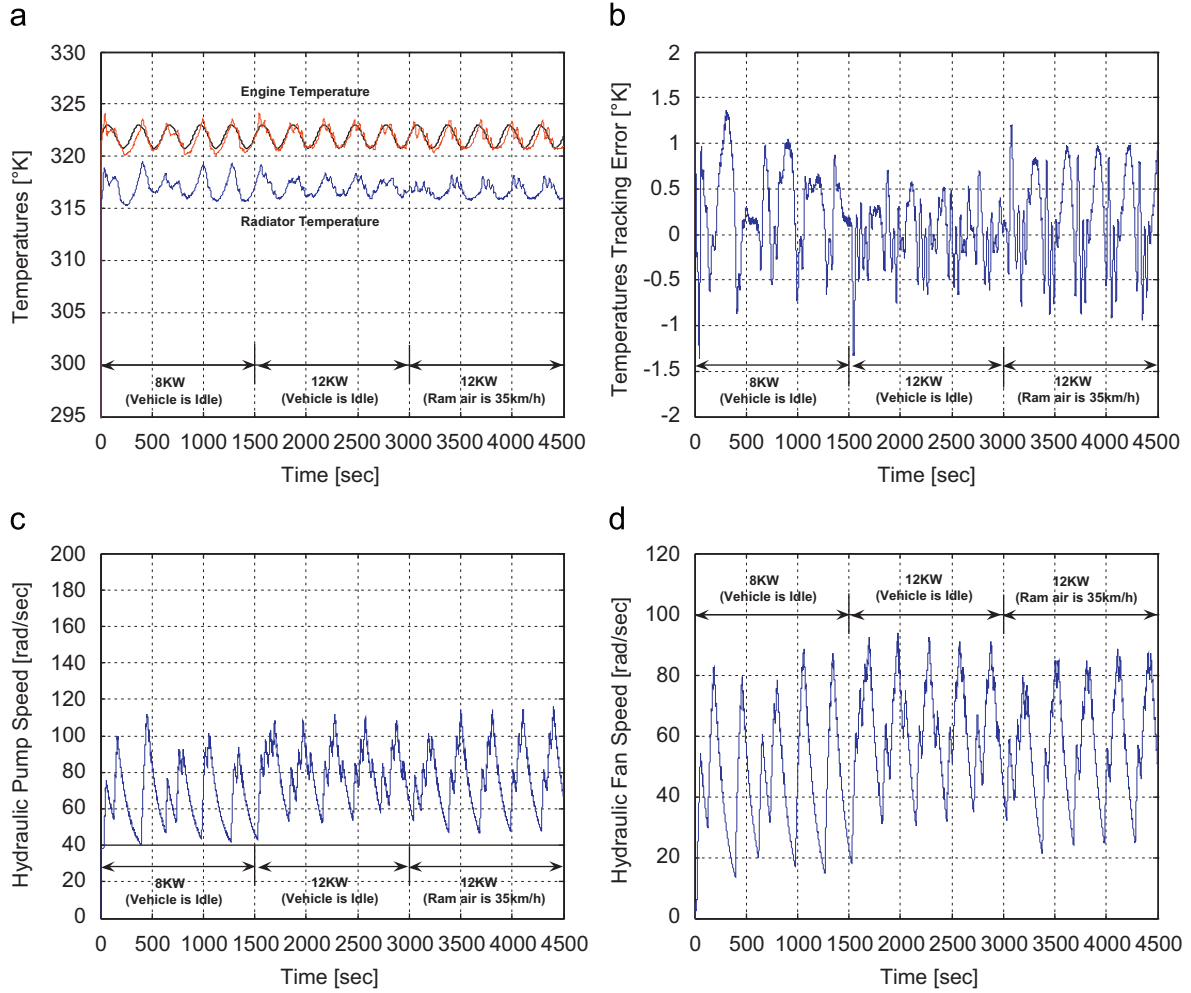 a
330
325
320
315
310
305
300
295
Temperatures [°K]
Engine Temperature
Radiator Temperature
8KW
(Vehicle is Idle)
12KW
(Vehicle is Idle)
12KW
(Ram air is 35km/h)
0 500 1000 1500 2000 2500 3000 3500 4000 4500
Time [sec]
b
2
1.5
1
0.5
0
-0.5
-1
-1.5
-2
Temperatures Tracking Error [°K]
8KW
(Vehicle is Idle)
12KW
(Vehicle is Idle)
12KW
(Ram air is 35km/h)
0 500 1000 1500 2000 2500 3000 3500 4000 4500
Time [sec]
c
200
180
160
140
120
100
80
60
40
20
0
Hydraulic Pump Speed [rad/sec]
8KW
(Vehicle is Idle)
12KW
(Vehicle is Idle)
12KW
(Ram air is 35km/h)
0 500 1000 1500 2000 2500 3000 3500 4000 4500
Time [sec]
d
120
100
80
60
40
20
0
Hydraulic Fan Speed [rad/sec]
8KW
(Vehicle is Idle)
12KW
(Vehicle is Idle)
12KW
(Ram air is 35km/h)
0 500 1000 1500 2000 2500 3000 3500 4000 4500
Time [sec]